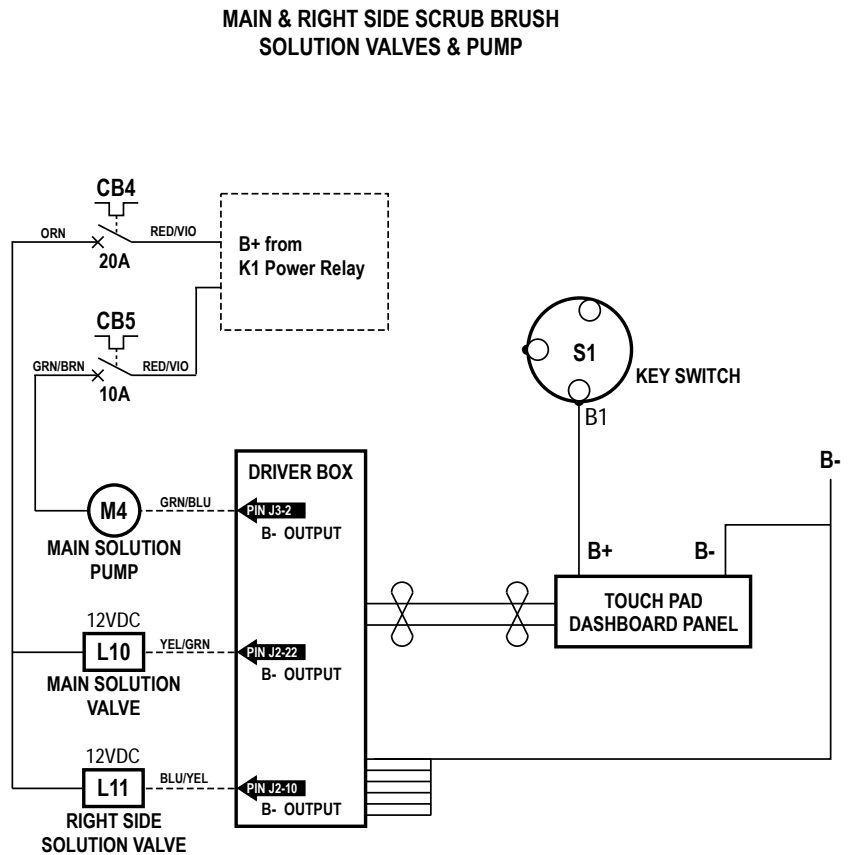 MAIN & RIGHT SIDE SCRUB BRUSH
SOLUTION VALVES & PUMP
CB4
ORN
RED/VIO
20A
B+ from
K1 Power Relay
CB5
GRN/BRN
RED/VIO
10A
S1
KEY SWITCH
B1
DRIVER BOX
B-
M4
GRN/BLU
PIN J3-2
B- OUTPUT
MAIN SOLUTION
PUMP
B+
B-
TOUCH PAD
DASHBOARD PANEL
12VDC
L10
YEL/GRN
PIN J2-22
B- OUTPUT
MAIN SOLUTION
VALVE
12VDC
L11
BLU/YEL
PIN J2-10
B- OUTPUT
RIGHT SIDE
SOLUTION VALVE